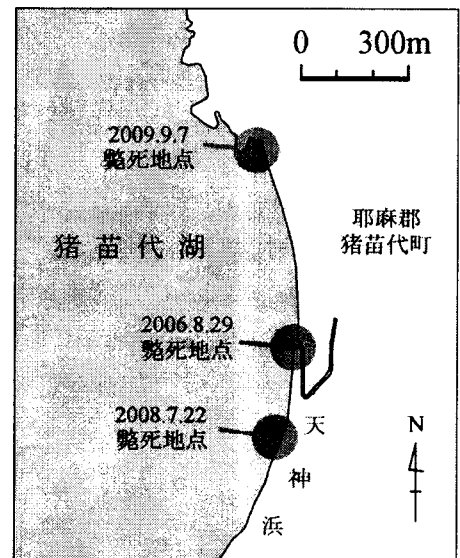 0 300m
2009.9.7
斃死地点
耶麻郡
猪苗代町
猪苗代湖
2006.8.29
斃死地点
2008.7.22
斃死地点
天
神
浜
N